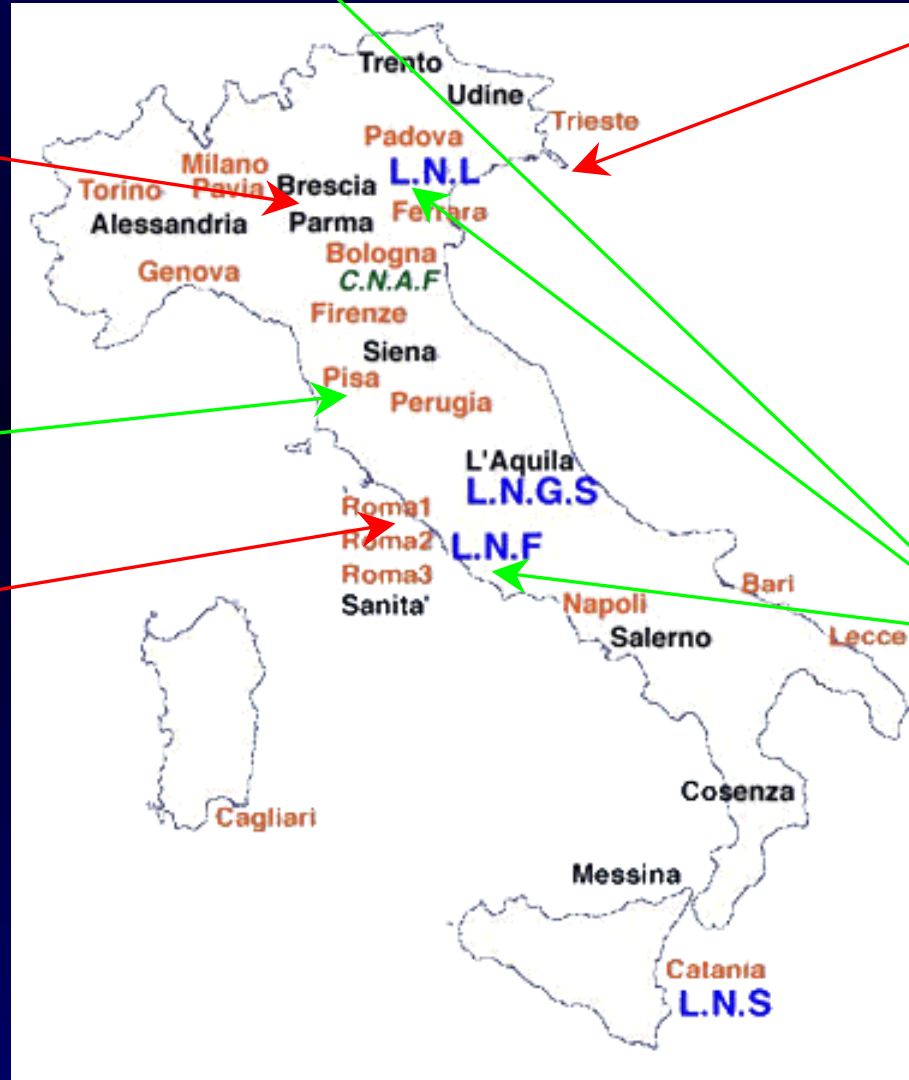 Trento
Udine
Trieste
Padova
Milano
L.N.L
Torino
Pavia
Brescia
Ferrara
Alessandria
Parma
Bologna
Genova
C.N.A.F
Firenze
Siena
Pisa
Perugia
L'Aquila
L.N.G.S
Roma1
Roma2
L.N.F
Roma3
Bari
Sanita'
Napoli
Salerno
Lecce
Cosenza
Cagliari
Messina
Catania
L.N.S